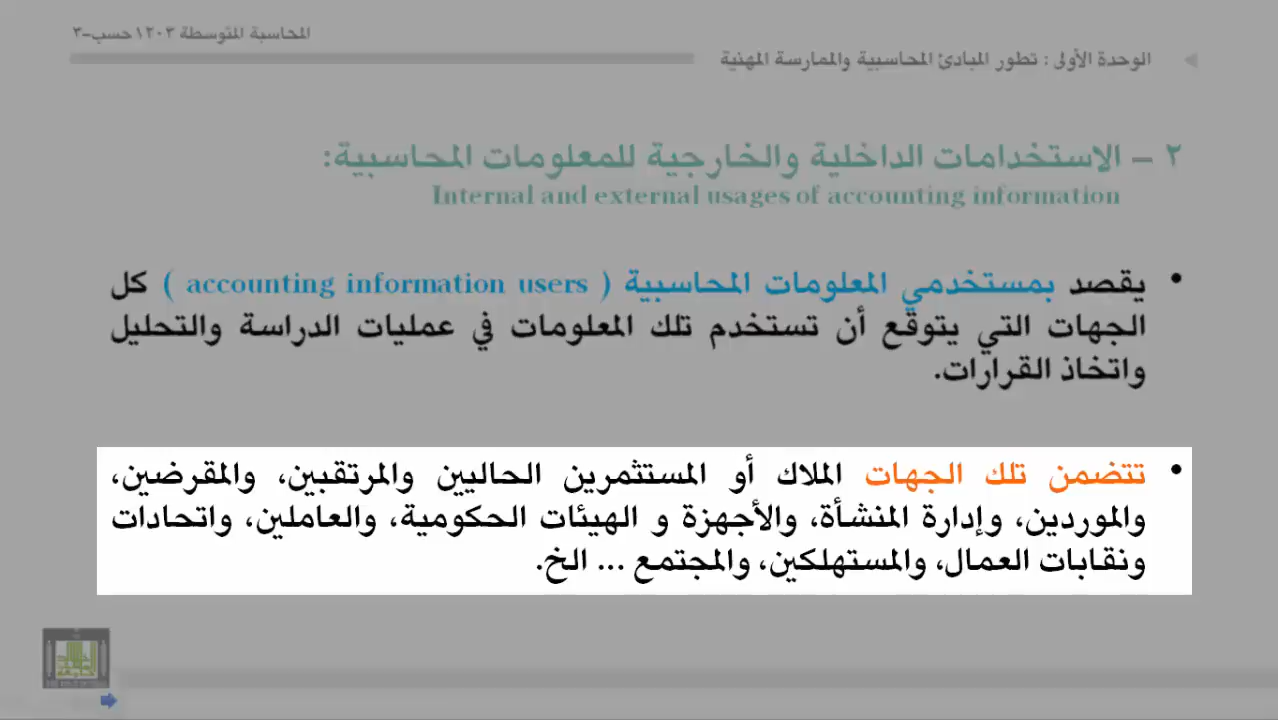 المحاسبة المتوسطة ١٢٠٣ حسب-٣
الوحدة الأولى : تطور المبادئ المحاسبية والممارسة المهنية
٢ – الاستخدامات الداخلية والخارجية للمعلومات المحاسبية:
Internal and external usages of accounting information
• يقصد بمستخدمي المعلومات المحاسبية ( accounting information users ) كل
الجهات التي يتوقع أن تستخدم تلك المعلومات في عمليات الدراسة والتحليل
واتخاذ القرارات.
• تتضمن تلك الجهات الملاك أو المستثمرين الحاليين والمرتقبين، والمقرضين،
والموردين، وإدارة المنشأة، والأجهزة و الهيئات الحكومية، والعاملين، واتحادات
ونقابات العمال، والمستهلكين، والمجتمع ... الخ.